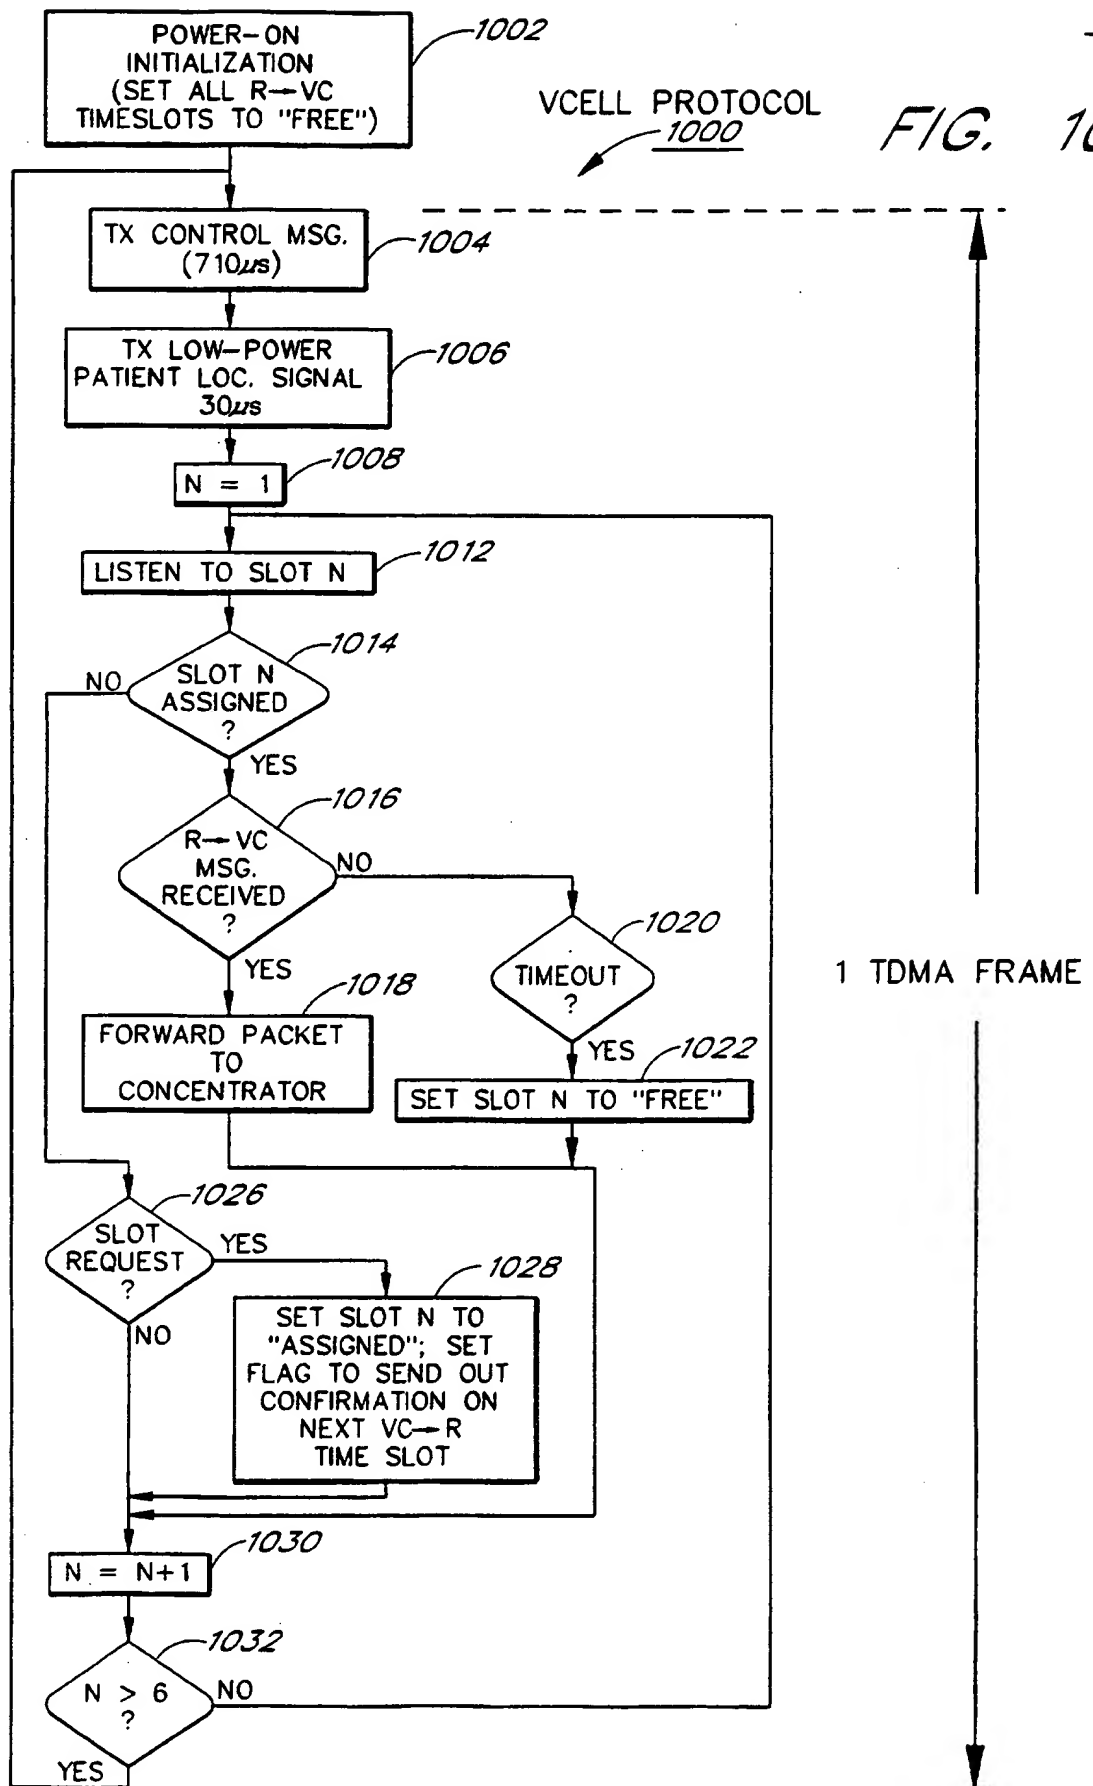 POWER-ON
INITIALIZATION
(SET ALL R→VC
TIMESLOTS TO "FREE")
1002
VCELL PROTOCOL
1000
FIG. 10
TX CONTROL MSG.
(710µs)
1004
TX LOW-POWER
PATIENT LOC. SIGNAL
30µs
1006
N = 1
1008
LISTEN TO SLOT N
1012
SLOT N
ASSIGNED
?
1014
NO
YES
R→VC
MSG.
RECEIVED
?
1016
NO
YES
TIMEOUT
?
1020
YES
1 TDMA FRAME
FORWARD PACKET
TO
CONCENTRATOR
1018
SET SLOT N TO "FREE"
1022
SLOT
REQUEST
?
1026
YES
NO
SET SLOT N TO
"ASSIGNED"; SET
FLAG TO SEND OUT
CONFIRMATION ON
NEXT VC→R
TIME SLOT
1028
N = N+1
1030
N > 6
?
1032
NO
YES